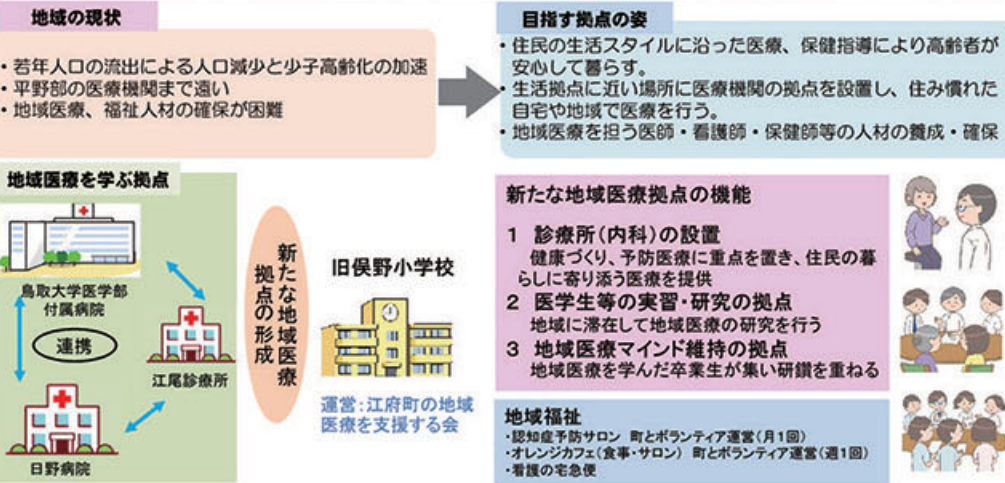 地域の現状
・若年人口の流出による人口減少と少子高齢化の加速
・平野部の医療機関まで遠い
・地域医療、福祉人材の確保が困難
目指す拠点の姿
・住民の生活スタイルに沿った医療、保健指導により高齢者が
安心して暮らす。
・生活拠点に近い場所に医療機関の拠点を設置し、住み慣れた
自宅や地域で医療を行う。
・地域医療を担う医師・看護師・保健師等の人材の養成・確保
地域医療を学ぶ拠点
鳥取大学医学部
付属病院
連携
江尾診療所
日野病院
新たな地域医療
拠点の形成
旧俣野小学校
運営:江府町の地域
医療を支援する会
新たな地域医療拠点の機能
1 診療所(内科)の設置
健康づくり、予防医療に重点を置き、住民の暮
らしに寄り添う医療を提供
2 医学生等の実習・研究の拠点
地域に滞在して地域医療の研究を行う
3 地域医療マインド維持の拠点
地域医療を学んだ卒業生が集い研鑽を重ねる
地域福祉
・認知症予防サロン 町とボランティア運営(月1回)
・オレンジカフェ(食事・サロン) 町とボランティア運営(週1回)
・看護の宅急便